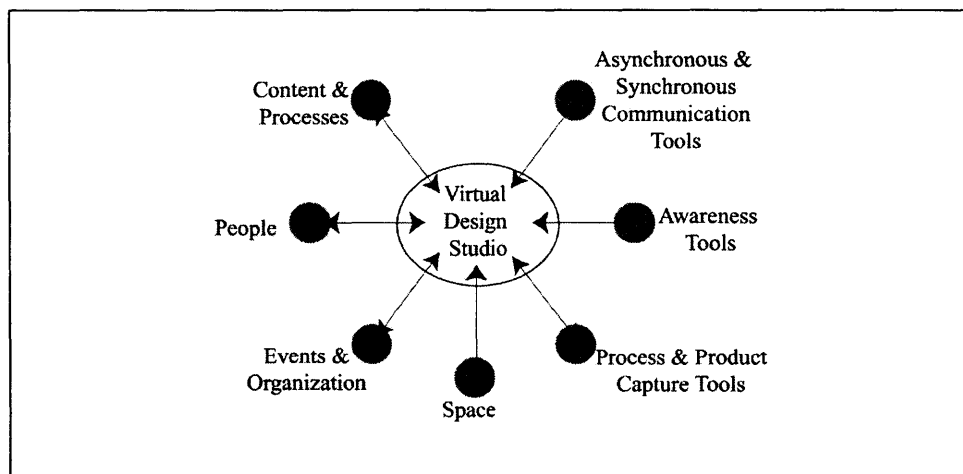 Content &
Processes
Asynchronous &
Synchronous
Communication
Tools
People
Virtual
Design
Studio
Awareness
Tools
Events &
Organization
Space
Process & Product
Capture Tools